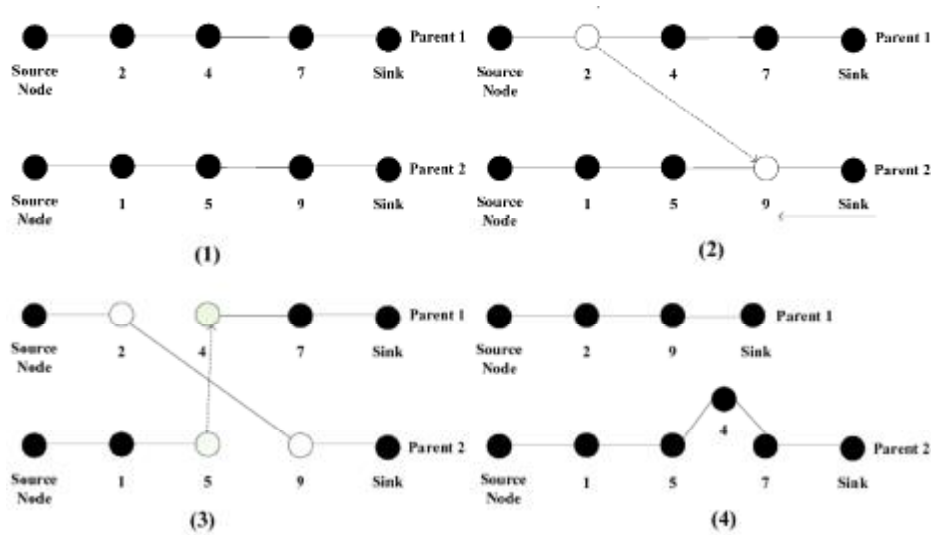 Parent 1
Source Node 2 4 7 Sink
Parent 2
Source Node 1 5 9 Sink
(1)
Parent 1
Source Node 2 4 7 Sink
Parent 2
Source Node 1 5 9 Sink
(2)
Parent 1
Source Node 2 4 7 Sink
Parent 2
Source Node 1 5 9 Sink
(3)
Parent 1
Source Node 2 9 Sink
4
Parent 2
Source Node 1 5 7 Sink
(4)